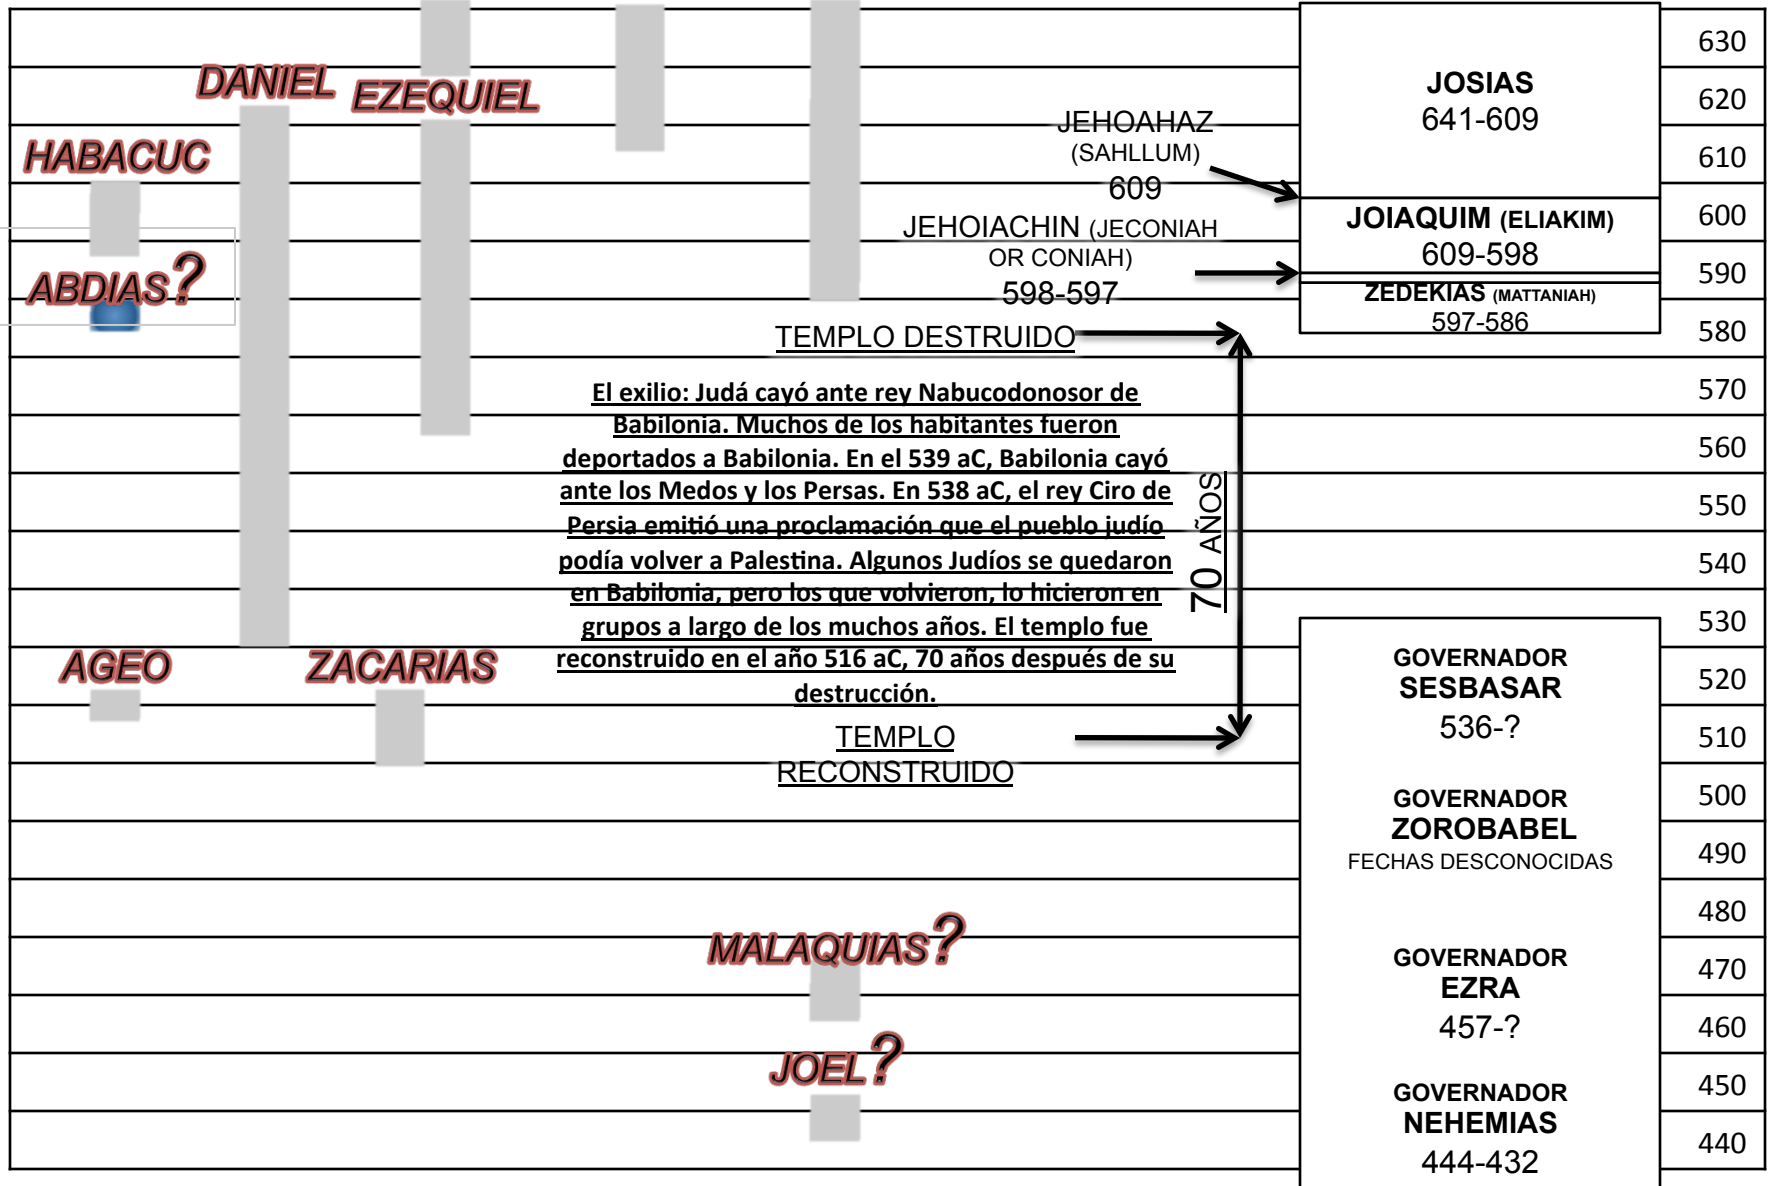 630
JOSIAS
641-609
DANIEL
EZEQUIEL
620
JEHOAHAZ
(SAHLLUM)
609
HABACUC
610
JEHOIACHIN (JECONIAH
OR CONIAH)
598-597
JOIAQUIM (ELIAKIM)
609-598
600
ABDIAS?
590
ZEDEKIAS (MATTANIAH)
597-586
TEMPLO DESTRUIDO
580
El exilio: Judá cayó ante rey Nabucodonosor de
Babilonia. Muchos de los habitantes fueron
deportados a Babilonia. En el 539 aC, Babilonia cayó
ante los Medos y los Persas. En 538 aC, el rey Ciro de
Persia emitió una proclamación que el pueblo judío
podía volver a Palestina. Algunos Judíos se quedaron
en Babilonia, pero los que volvieron, lo hicieron en
grupos a largo de los muchos años. El templo fue
reconstruido en el año 516 aC, 70 años después de su
destrucción.
70 AÑOS
570
560
550
540
530
AGEO
ZACARIAS
GOVERNADOR
SESBASAR
536-?
520
TEMPLO
RECONSTRUIDO
510
GOVERNADOR
ZOROBABEL
FECHAS DESCONOCIDAS
500
490
480
MALAQUIAS?
GOVERNADOR
EZRA
457-?
470
460
JOEL?
450
GOVERNADOR
NEHEMIAS
444-432
440